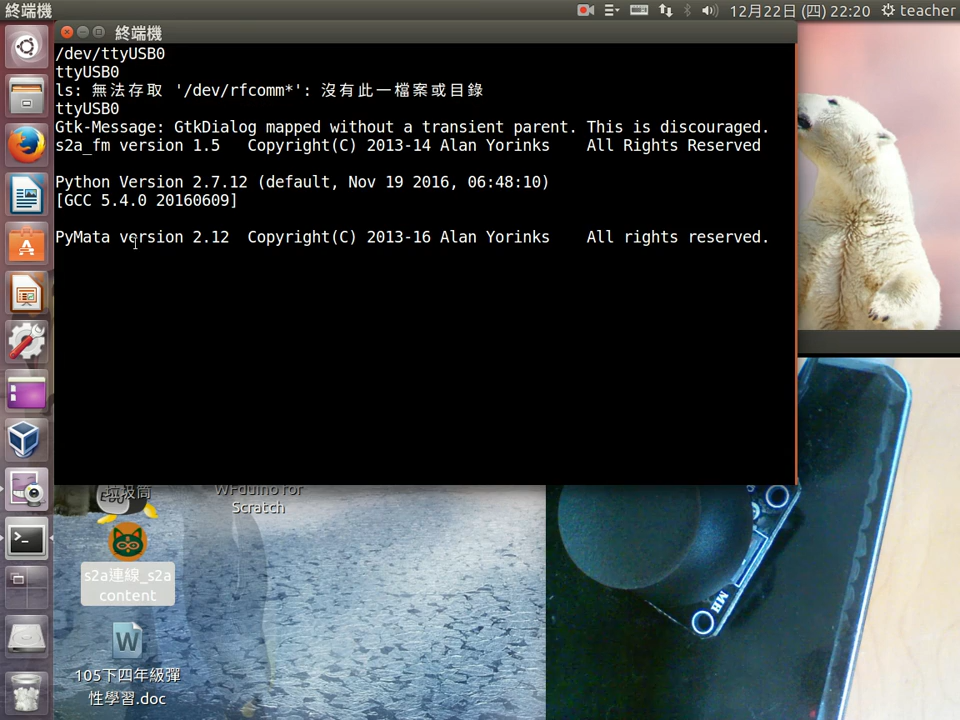 終端機
12月22日 (四) 22:20
teacher
終端機
/dev/ttyUSB0
ttyUSB0
ls: 無法存取 '/dev/rfcomm*': 沒有此一檔案或目錄
ttyUSB0
Gtk-Message: GtkDialog mapped without a transient parent. This is discouraged.
s2a_fm version 1.5   Copyright(C) 2013-14 Alan Yorinks    All Rights Reserved
Python Version 2.7.12 (default, Nov 19 2016, 06:48:10)
[GCC 5.4.0 20160609]
PyMata version 2.12  Copyright(C) 2013-16 Alan Yorinks    All rights reserved.
垃圾筒
WFduino for
Scratch
s2a連線_s2a
content
105下四年級彈
性學習.doc
MH